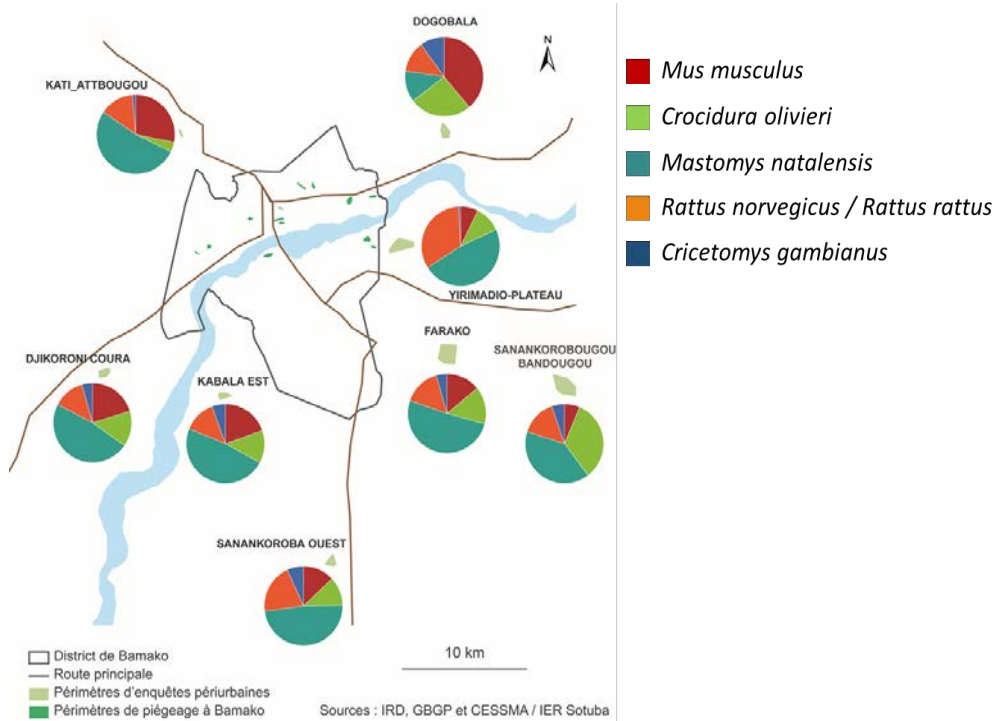 DOGOBALA
N
KATI_ATTBOUGOU
Mus musculus
Crocidura olivieri
Mastomys natalensis
Rattus norvegicus / Rattus rattus
Cricetomys gambianus
YIRIMADIO-PLATEAU
FARAKO
SANANKOROBOUGOU
BANDOUGOU
DJIKORONI COURA
KABALA EST
SANANKOROBA OUEST
District de Bamako
Route principale
Périmètres d'enquêtes périurbaines
Périmètres de piégeage à Bamako
10 km
Sources : IRD, GBGP et CESSMA / IER Sotuba